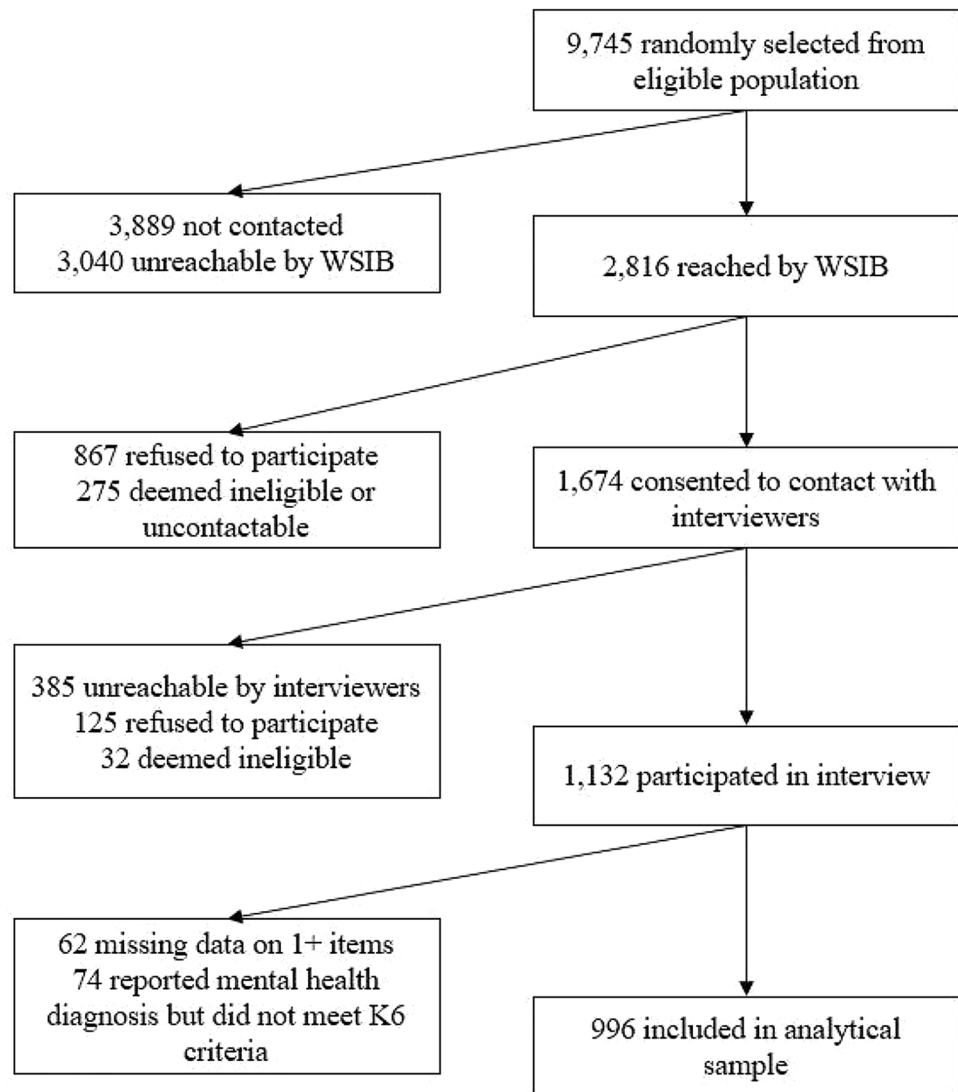 9,745 randomly selected from
eligible population
3,889 not contacted
3,040 unreachable by WSIB
2,816 reached by WSIB
867 refused to participate
275 deemed ineligible or
uncontactable
1,674 consented to contact with
interviewers
385 unreachable by interviewers
125 refused to participate
32 deemed ineligible
1,132 participated in interview
62 missing data on 1+ items
74 reported mental health
diagnosis but did not meet K6
criteria
996 included in analytical
sample